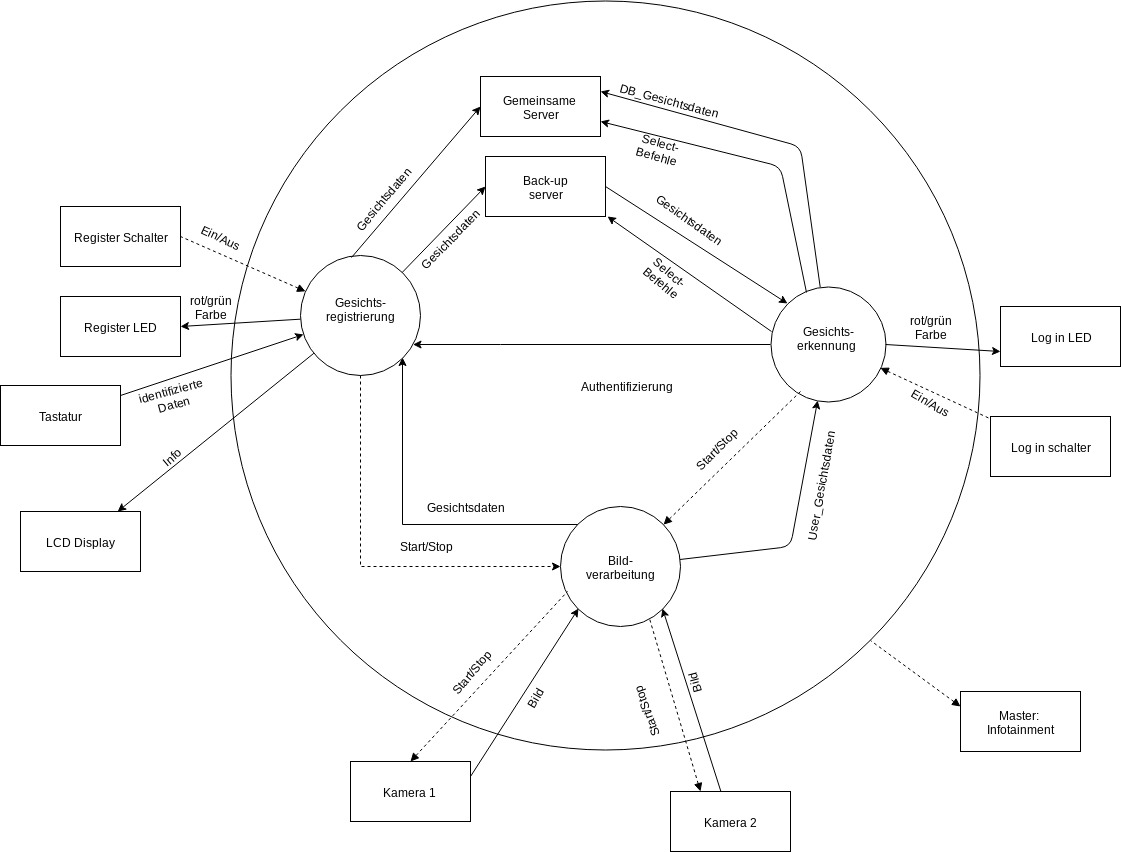 DB_Gesichtsdaten
Gemeinsame
Server
Select-
Befehle
Back-up
server
Gesichtsdaten
Gesichtsdaten
Gesichtsdaten
Select-
Befehle
Register Schalter
Ein/Aus
rot/grün
Farbe
Register LED
Gesichts-
registrierung
Gesichts-
erkennung
rot/grün
Farbe
Log in LED
identifizierte
Daten
Tastatur
Authentifizierung
Ein/Aus
Log in schalter
Info
Start/Stop
User_Gesichtsdaten
Gesichtsdaten
LCD Display
Start/Stop
Bild-
verarbeitung
Start/Stop
Bild
Start/Stop
Bild
Master:
Infotainment
Kamera 1
Kamera 2